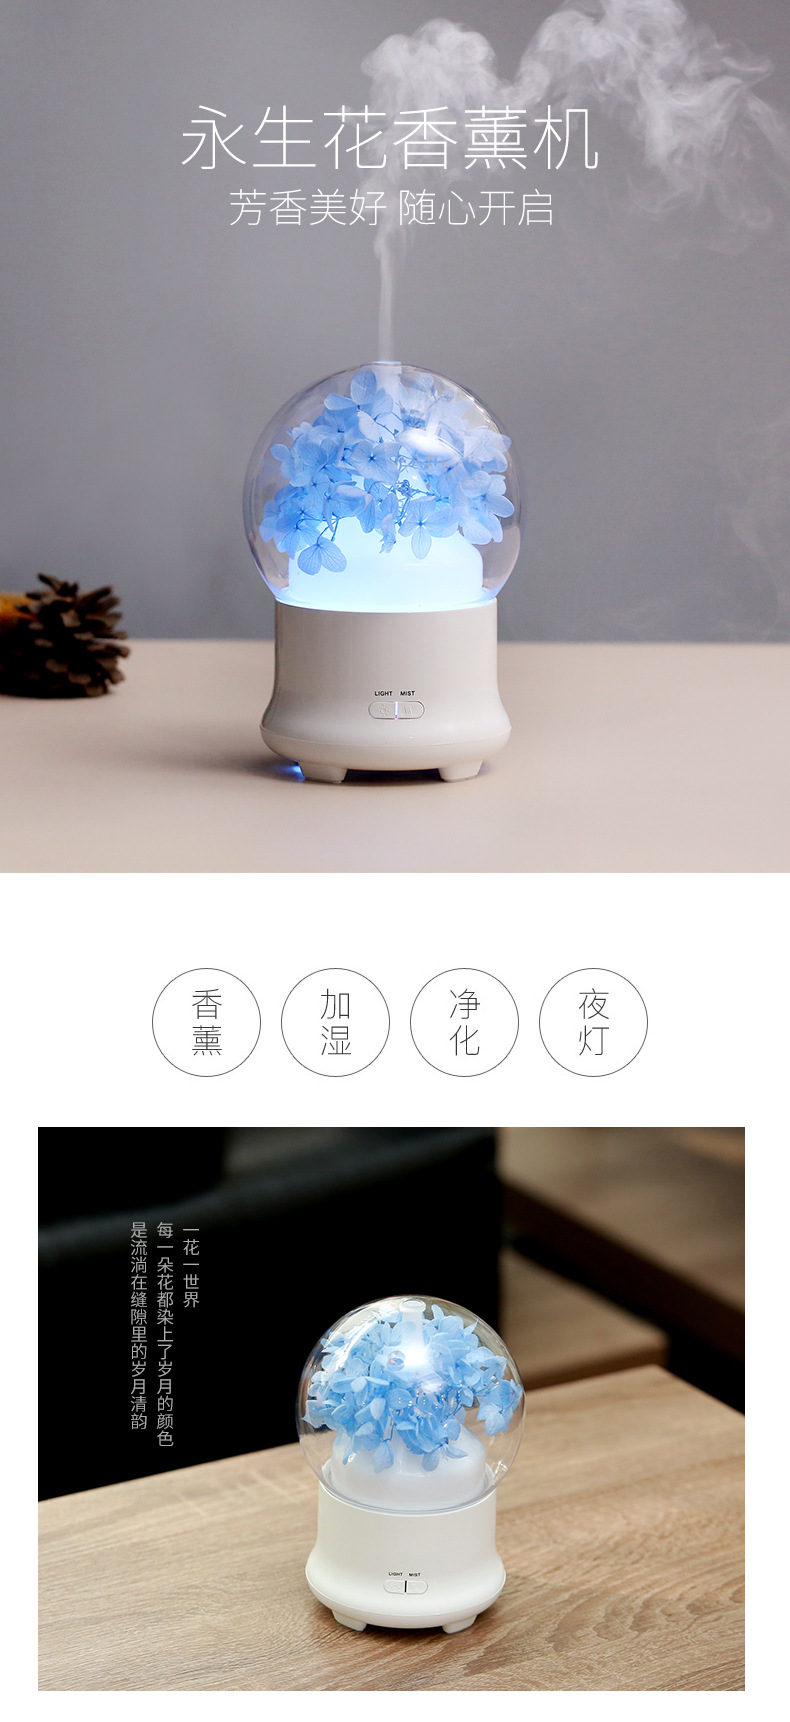 永生花香薰机
芳香美好 随心开启
LIGHT MIST
香薰
加湿
净化
夜灯
一花一世界
每一朵花都染上了岁月的颜色
是流淌在缝隙里的岁月清韵
LIGHT MIST